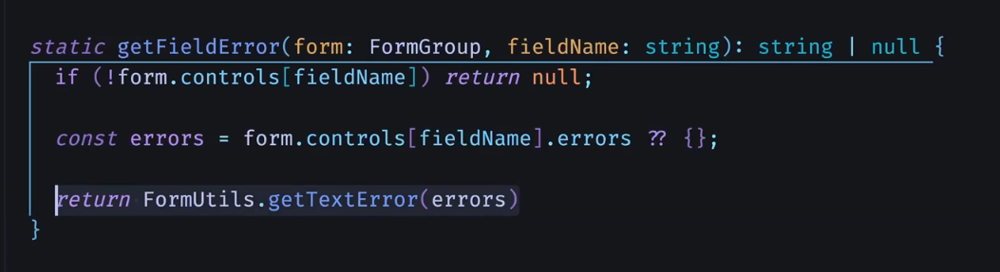 static getFieldError(form: FormGroup, fieldName: string): string | null {
if (!form.controls[fieldName]) return null;
const errors = form.controls[fieldName].errors ?? {};
return FormUtils.getTextError(errors)
}